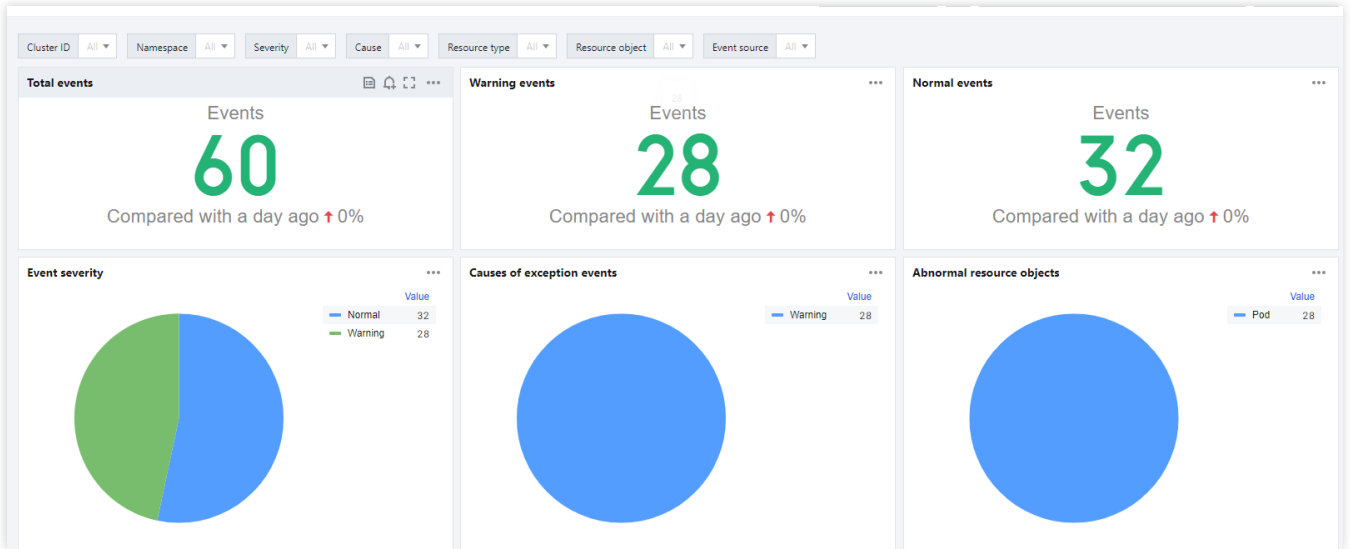 Cluster ID All Namespace All Severity All Cause All Resource type All Resource object All Event source All
Total events
Events
60
Compared with a day ago 0%
Warning events
28
Events
28
Compared with a day ago 0%
Normal events
Events
32
Compared with a day ago 0%
Event severity
Value
Normal 32
Warning 28
Causes of exception events
Value
Warning 28
Abnormal resource objects
Value
Pod 28